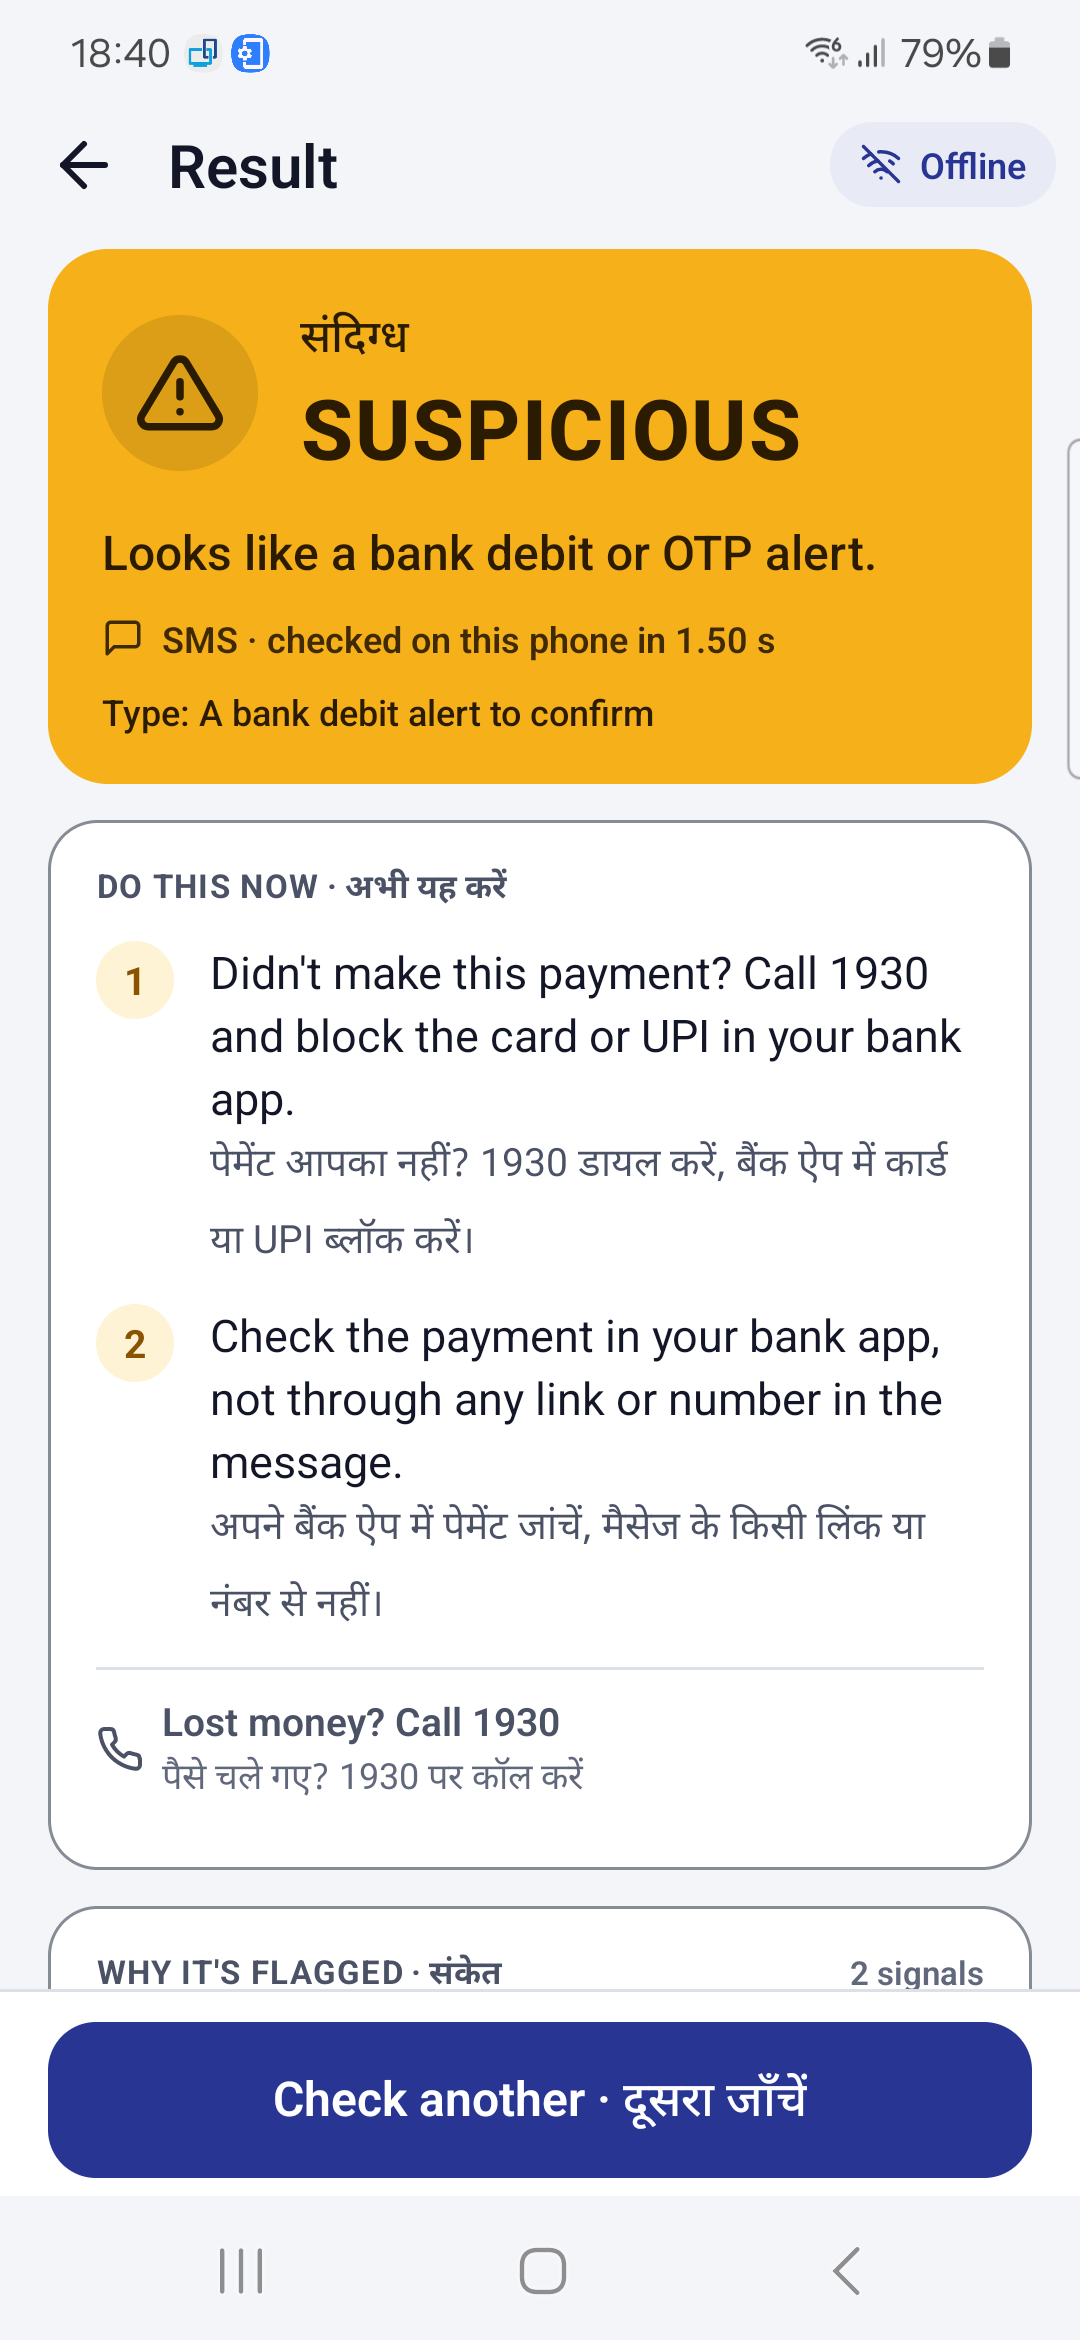 18:40
6
79%
Result
Offline
संदिग्ध
SUSPICIOUS
Looks like a bank debit or OTP alert.
SMS · checked on this phone in 1.50 s
Type: A bank debit alert to confirm
DO THIS NOW · अभी यह करें
1
Didn't make this payment? Call 1930
and block the card or UPI in your bank
app.
पेमेंट आपका नहीं? 1930 डायल करें, बैंक ऐप में कार्ड
या UPI ब्लॉक करें।
2
Check the payment in your bank app,
not through any link or number in the
message.
अपने बैंक ऐप में पेमेंट जांचें, मैसेज के किसी लिंक या
नंबर से नहीं।
Lost money? Call 1930
पैसे चले गए? 1930 पर कॉल करें
WHY IT'S FLAGGED · संकेत
2 signals
Check another · दूसरा जाँचें